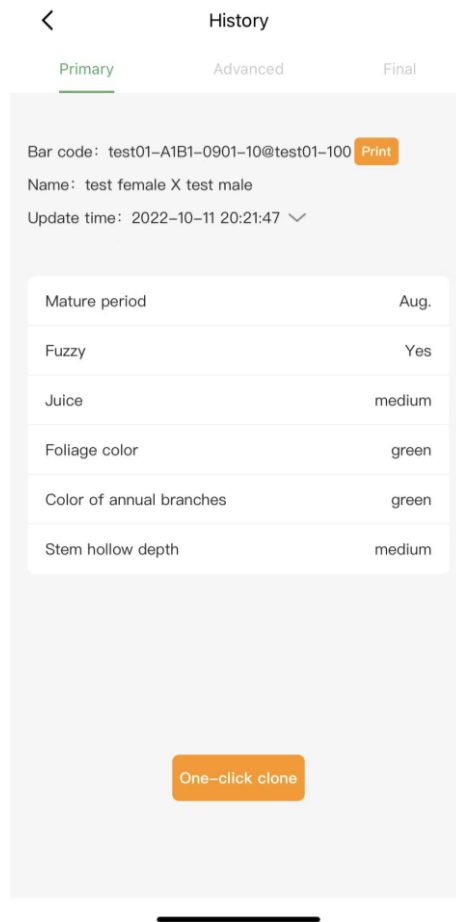 History
Primary Advanced Final
Bar code：test01-A1B1-0901-10@test01-100 Print
Name：test female X test male
Update time：2022-10-11 20:21:47
Mature period Aug.
Fuzzy Yes
Juice medium
Foliage color green
Color of annual branches green
Stem hollow depth medium
One-click clone